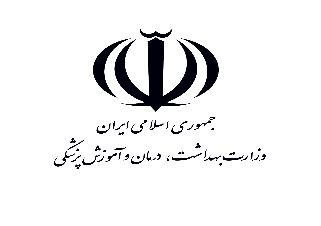 جمهوری اسلامی ایران
وزارت بهداشت، درمان و آموزش پزشکی